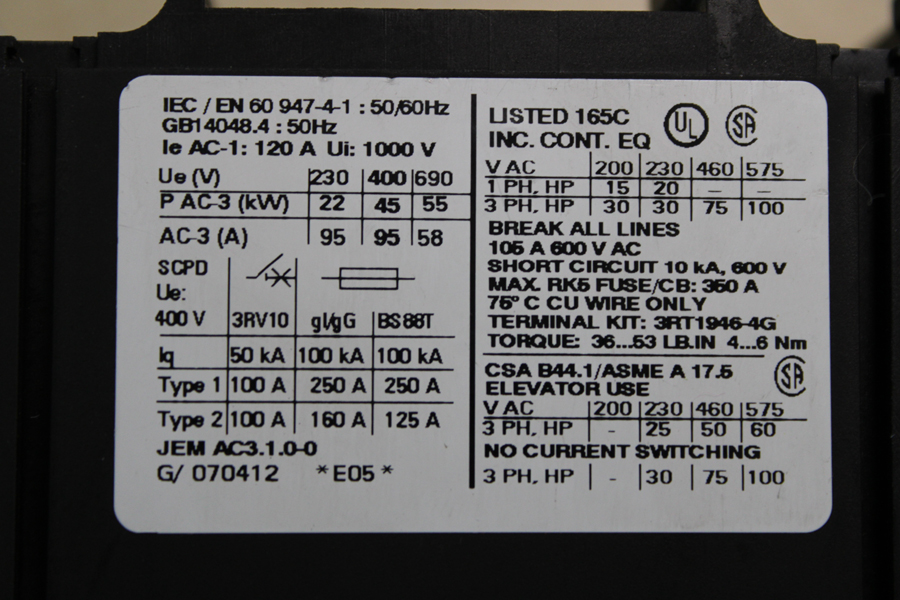 IEC / EN 60 947-4-1 : 50/60Hz
GB14048.4 : 50Hz
Ie AC-1: 120 A Ui: 1000 V
Ue (V) 230 400 690
P AC-3 (kW) 22 45 55
AC-3 (A) 95 95 58
SCPD
Ue:
400 V 3RV10 gl/gG BS88T
Iq 50 kA 100 kA 100 kA
Type 1 100 A 250 A 250 A
Type 2 100 A 160 A 125 A
JEM AC3.1.0-0
G/ 070412 *E05*
LISTED 165C UL SA
INC. CONT. EQ
V AC 200 230 460 575
1 PH, HP 15 20 – –
3 PH, HP 30 30 75 100
BREAK ALL LINES
105 A 600 V AC
SHORT CIRCUIT 10 kA, 600 V
MAX. RK5 FUSE/CB: 350 A
75° C CU WIRE ONLY
TERMINAL KIT: 3RT1946-4G
TORQUE: 36...53 LB.IN 4...6 Nm
CSA B44.1/ASME A 17.5 SA
ELEVATOR USE
V AC 200 230 460 575
3 PH, HP - 25 50 60
NO CURRENT SWITCHING
3 PH, HP - 30 75 100